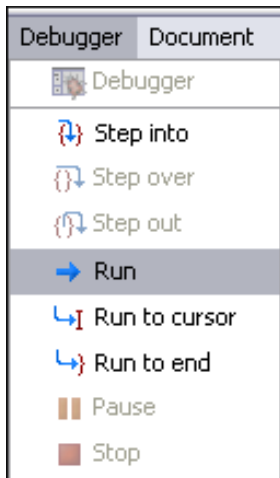 Debugger Document
Debugger
Step into
Step over
Step out
Run
Run to cursor
Run to end
Pause
Stop